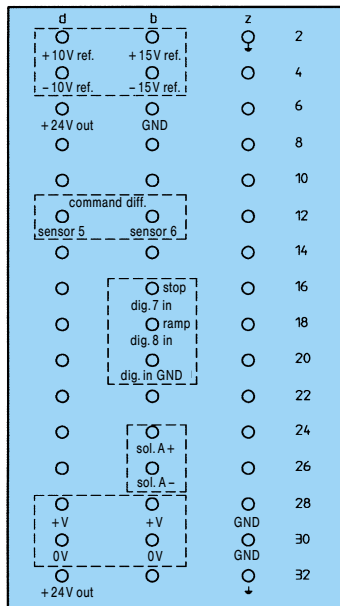 d b z
2
+10V ref. +15V ref.
4
−10V ref. −15V ref.
6
+24V out GND
8
10
command diff.
12
sensor 5 sensor 6
14
stop 16
dig.7 in
ramp 18
dig.8 in
20
dig.in GND
22
24
sol.A+
26
sol.A−
28
+V +V GND
30
0V 0V GND
32
+24V out